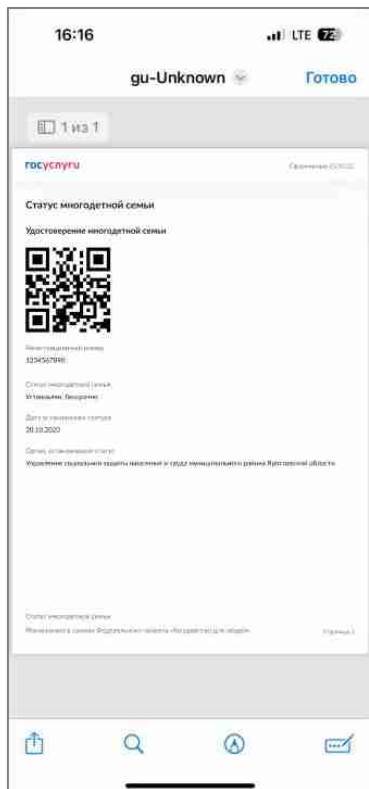 16:16
LTE 72
gu-Unknown
Готово
1 из 1
госуслуги
Статус многодетной семьи
Удостоверение многодетной семьи
Регистрационный номер
1234567890
Статус многодетной семьи
Установлен, бессрочно
Дата установления статуса
20.10.2020
Орган, установивший статус
Управление социальной защиты населения и труда муниципального района Ярославской области
Статус многодетной семьи
Страница 1